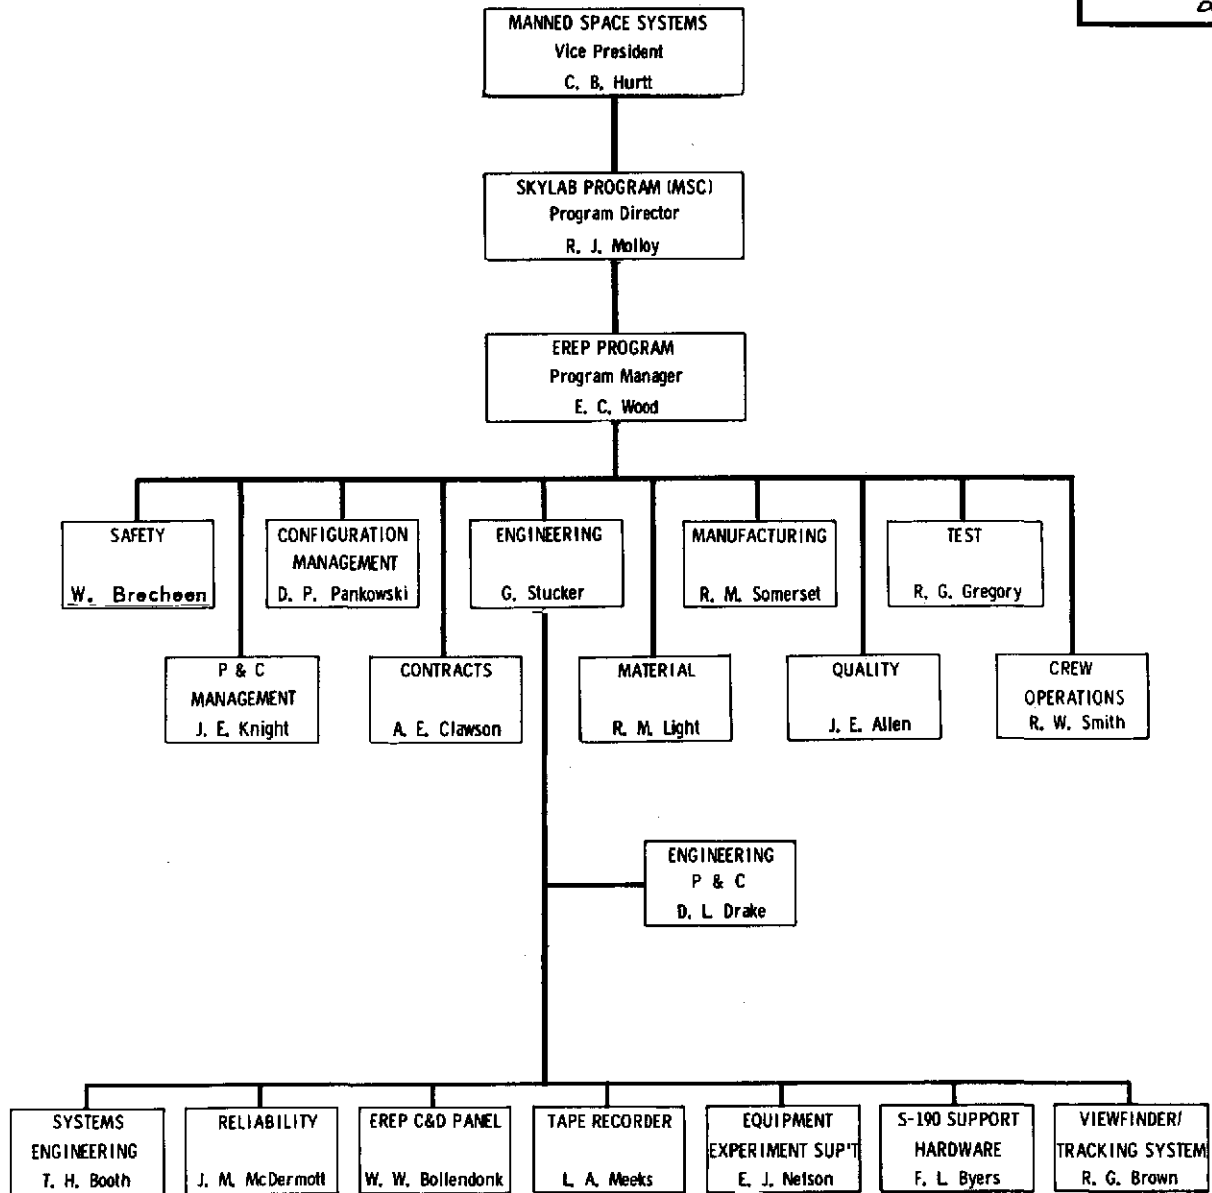 MANNED SPACE SYSTEMS
Vice President
C. B. Hurtt
SKYLAB PROGRAM (MSC)
Program Director
R. J. Molloy
EREP PROGRAM
Program Manager
E. C. Wood
SAFETY
W. Brecheen
CONFIGURATION
MANAGEMENT
D. P. Pankowski
ENGINEERING
G. Stucker
MANUFACTURING
R. M. Somerset
TEST
R. G. Gregory
P & C
MANAGEMENT
J. E. Knight
CONTRACTS
A. E. Clawson
MATERIAL
R. M. Light
QUALITY
J. E. Allen
CREW
OPERATIONS
R. W. Smith
ENGINEERING
P & C
D. L. Drake
SYSTEMS
ENGINEERING
T. H. Booth
RELIABILITY
J. M. McDermott
EREP C&D PANEL
W. W. Bollendonk
TAPE RECORDER
L. A. Meeks
EQUIPMENT
EXPERIMENT SUP'T
E. J. Nelson
S-190 SUPPORT
HARDWARE
F. L. Byers
VIEWFINDER/
TRACKING SYSTEM
R. G. Brown